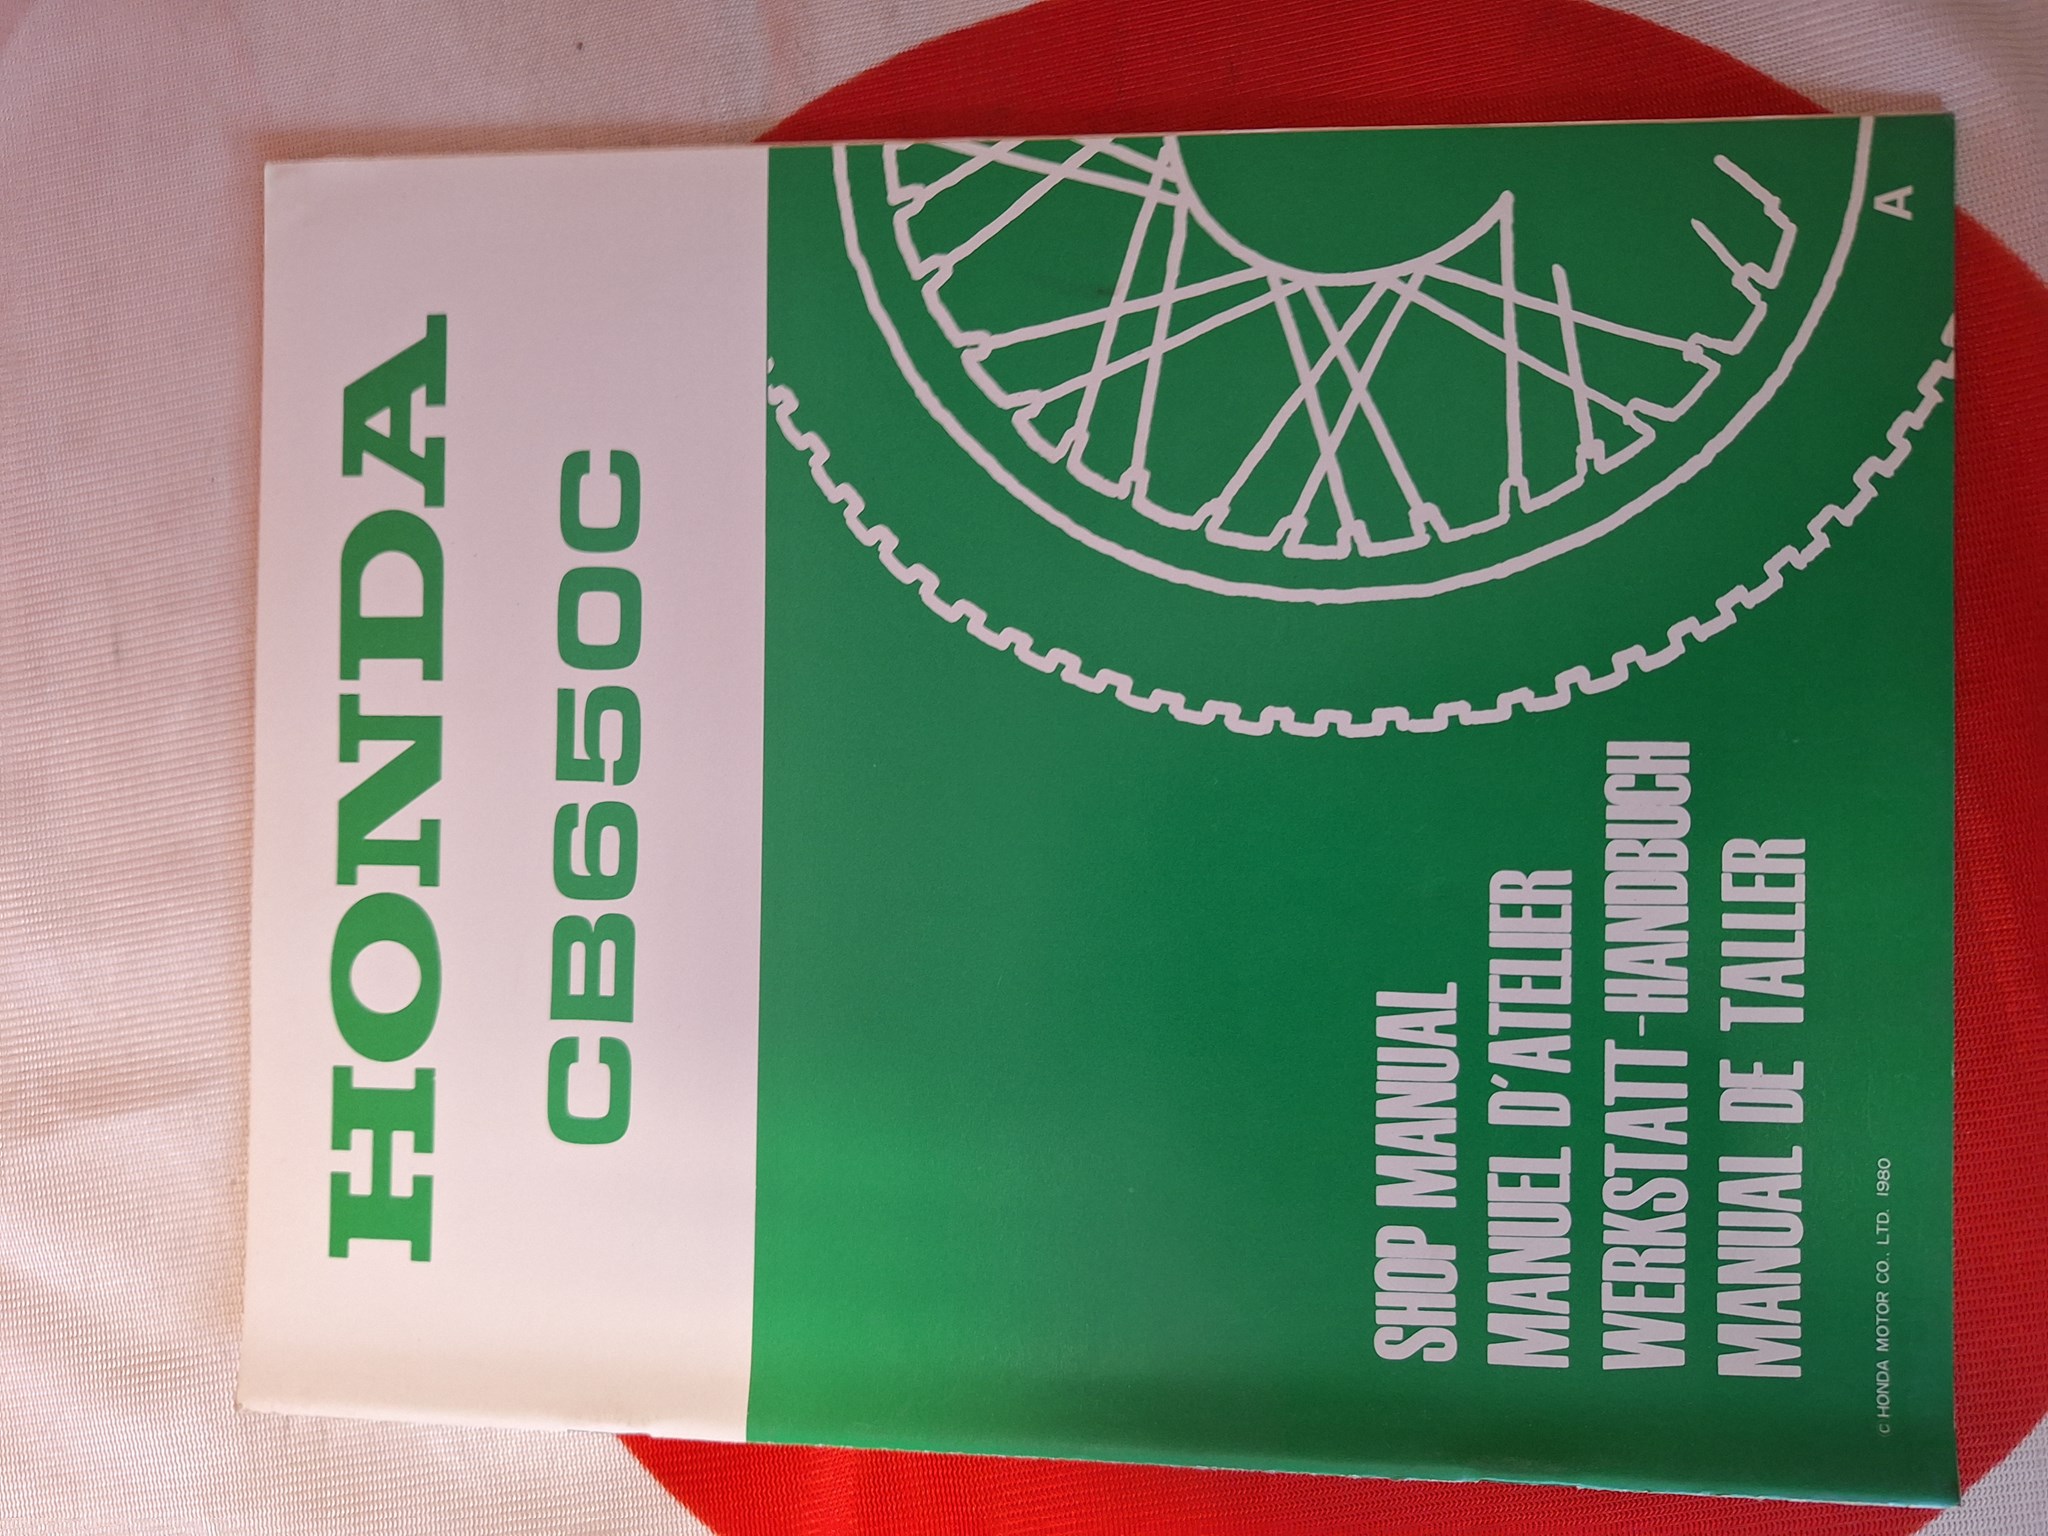 HONDA
CB650C
SHOP MANUAL
MANUEL D'ATELIER
WERKSTATT-HANDBUCH
MANUAL DE TALLER
C HONDA MOTOR CO., LTD. 1980
A